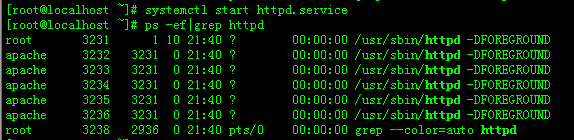 [root@localhost ~]# systemctl start httpd.service
[root@localhost ~]# ps -ef|grep httpd
root 3231 1 10 21:40 ? 00:00:00 /usr/sbin/httpd -DFOREGROUND
apache 3232 3231 0 21:40 ? 00:00:00 /usr/sbin/httpd -DFOREGROUND
apache 3233 3231 0 21:40 ? 00:00:00 /usr/sbin/httpd -DFOREGROUND
apache 3234 3231 0 21:40 ? 00:00:00 /usr/sbin/httpd -DFOREGROUND
apache 3235 3231 0 21:40 ? 00:00:00 /usr/sbin/httpd -DFOREGROUND
apache 3236 3231 0 21:40 ? 00:00:00 /usr/sbin/httpd -DFOREGROUND
root 3238 2936 0 21:40 pts/0 00:00:00 grep --color=auto httpd